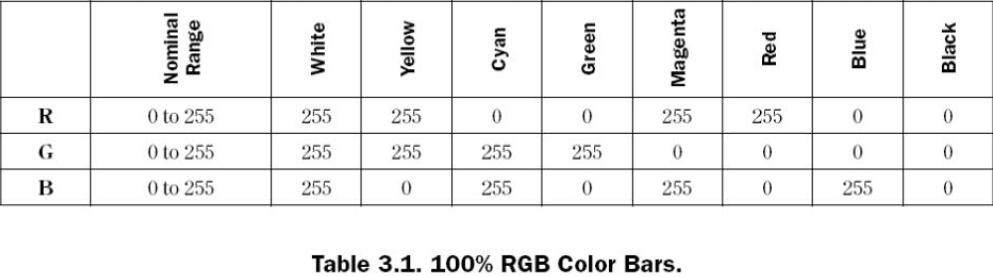 Nominal Range White Yellow Cyan Green Magenta Red Blue Black
R 0 to 255 255 255 0 0 255 255 0 0
G 0 to 255 255 255 255 255 0 0 0 0
B 0 to 255 255 0 255 0 255 0 255 0
Table 3.1. 100% RGB Color Bars.